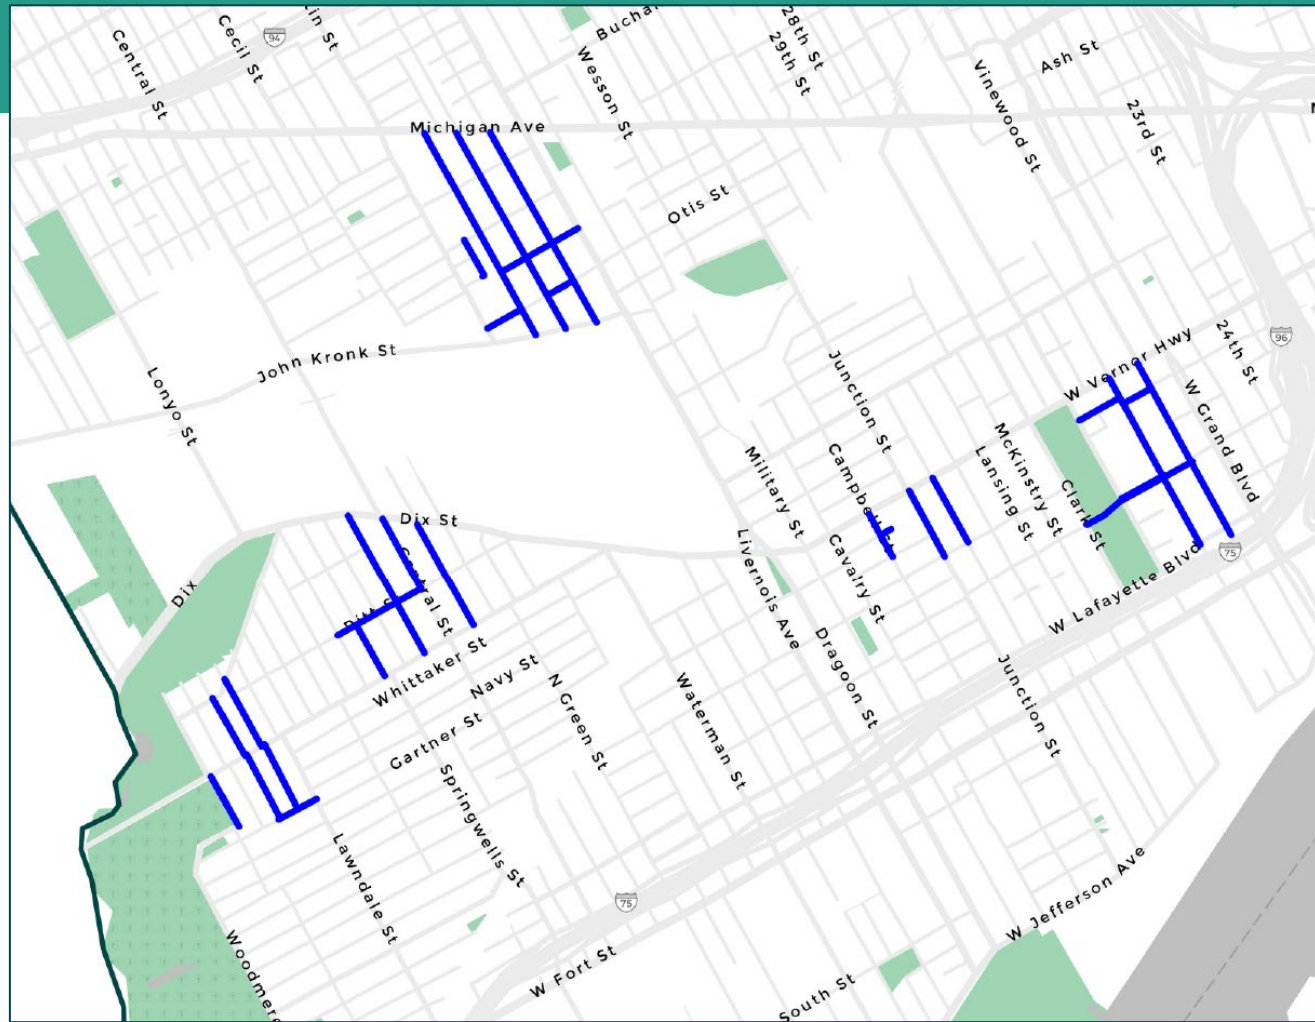 Central St
Cecil St
94
in St
Bucha
Wesson St
28th St
29th St
Vinewood St
Ash St
23rd St
Michigan Ave
Otis St
John Kronk St
Lonyo St
W Vernor Hwy
24th St
96
W Grand Blvd
Junction St
Military St
Campbell St
McKinstry St
Lansing St
Clark St
Dix St
Dix
Central St
Livernois Ave
Cavalry St
75
W Lafayette Blvd
Whittaker St
Navy St
Gartner St
N Green St
Waterman St
Dragoon St
Junction St
Springwells St
Lawndale St
75
W Fort St
W Jefferson Ave
South St
Woodmere